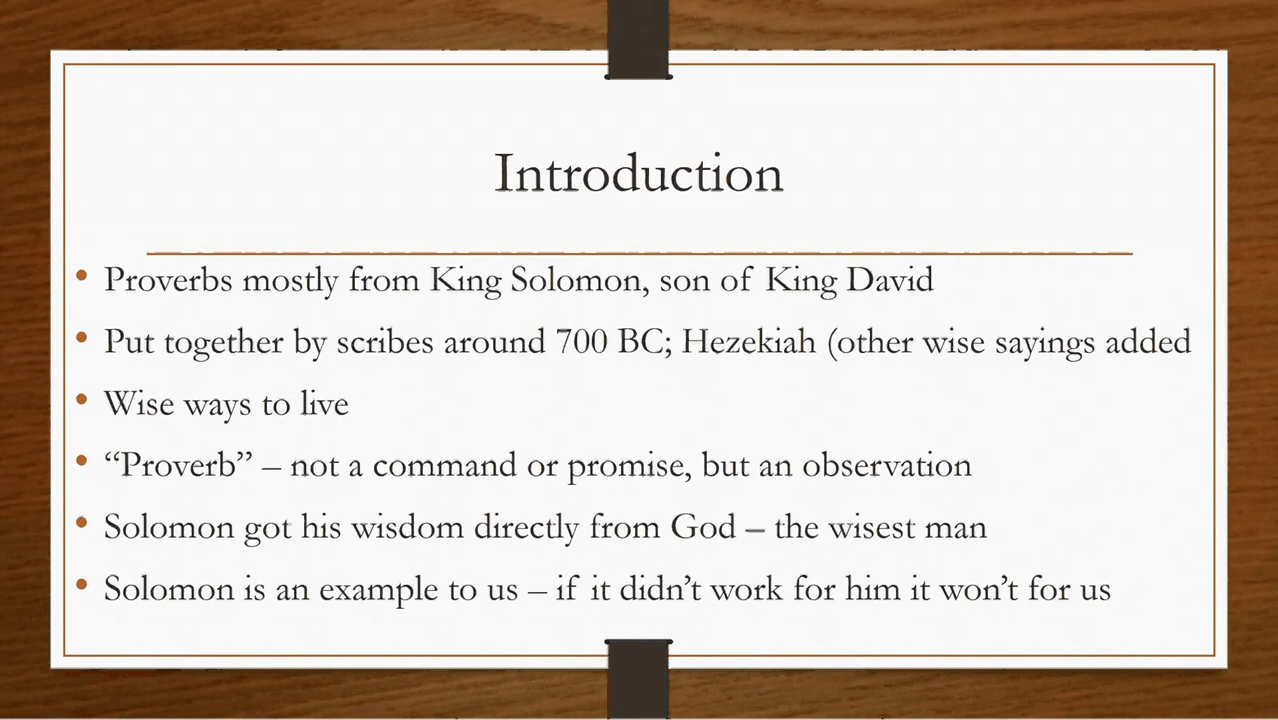 Introduction
• Proverbs mostly from King Solomon, son of King David
• Put together by scribes around 700 BC; Hezekiah (other wise sayings added
• Wise ways to live
• “Proverb” – not a command or promise, but an observation
• Solomon got his wisdom directly from God – the wisest man
• Solomon is an example to us – if it didn’t work for him it won’t for us